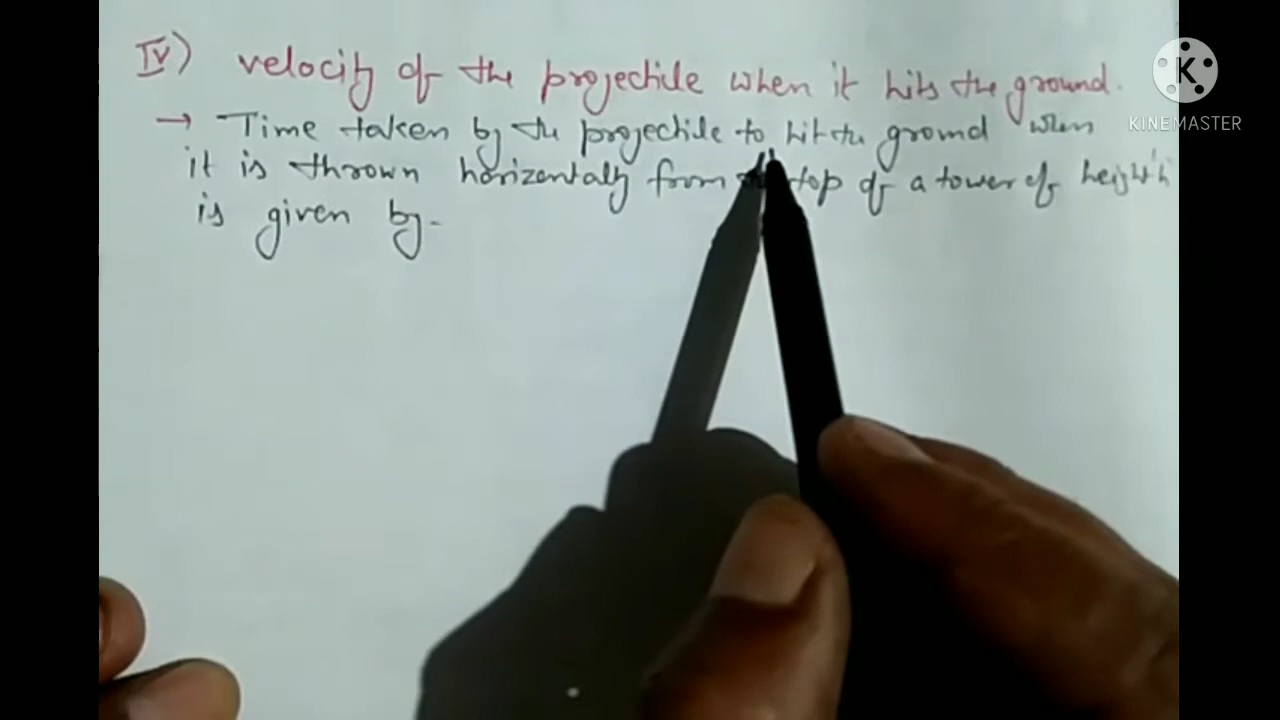 IV) velocity of the projectile when it hits the ground.
→ Time taken by the projectile to hit the ground when
it is thrown horizontally from top of a tower of height 'h'
is given by-
K
KINEMASTER